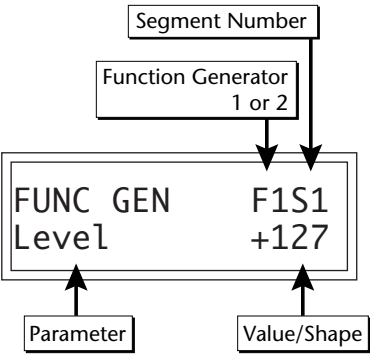 Segment Number
Function Generator
1 or 2
FUNC GEN F1S1
Level +127
Parameter
Value/Shape